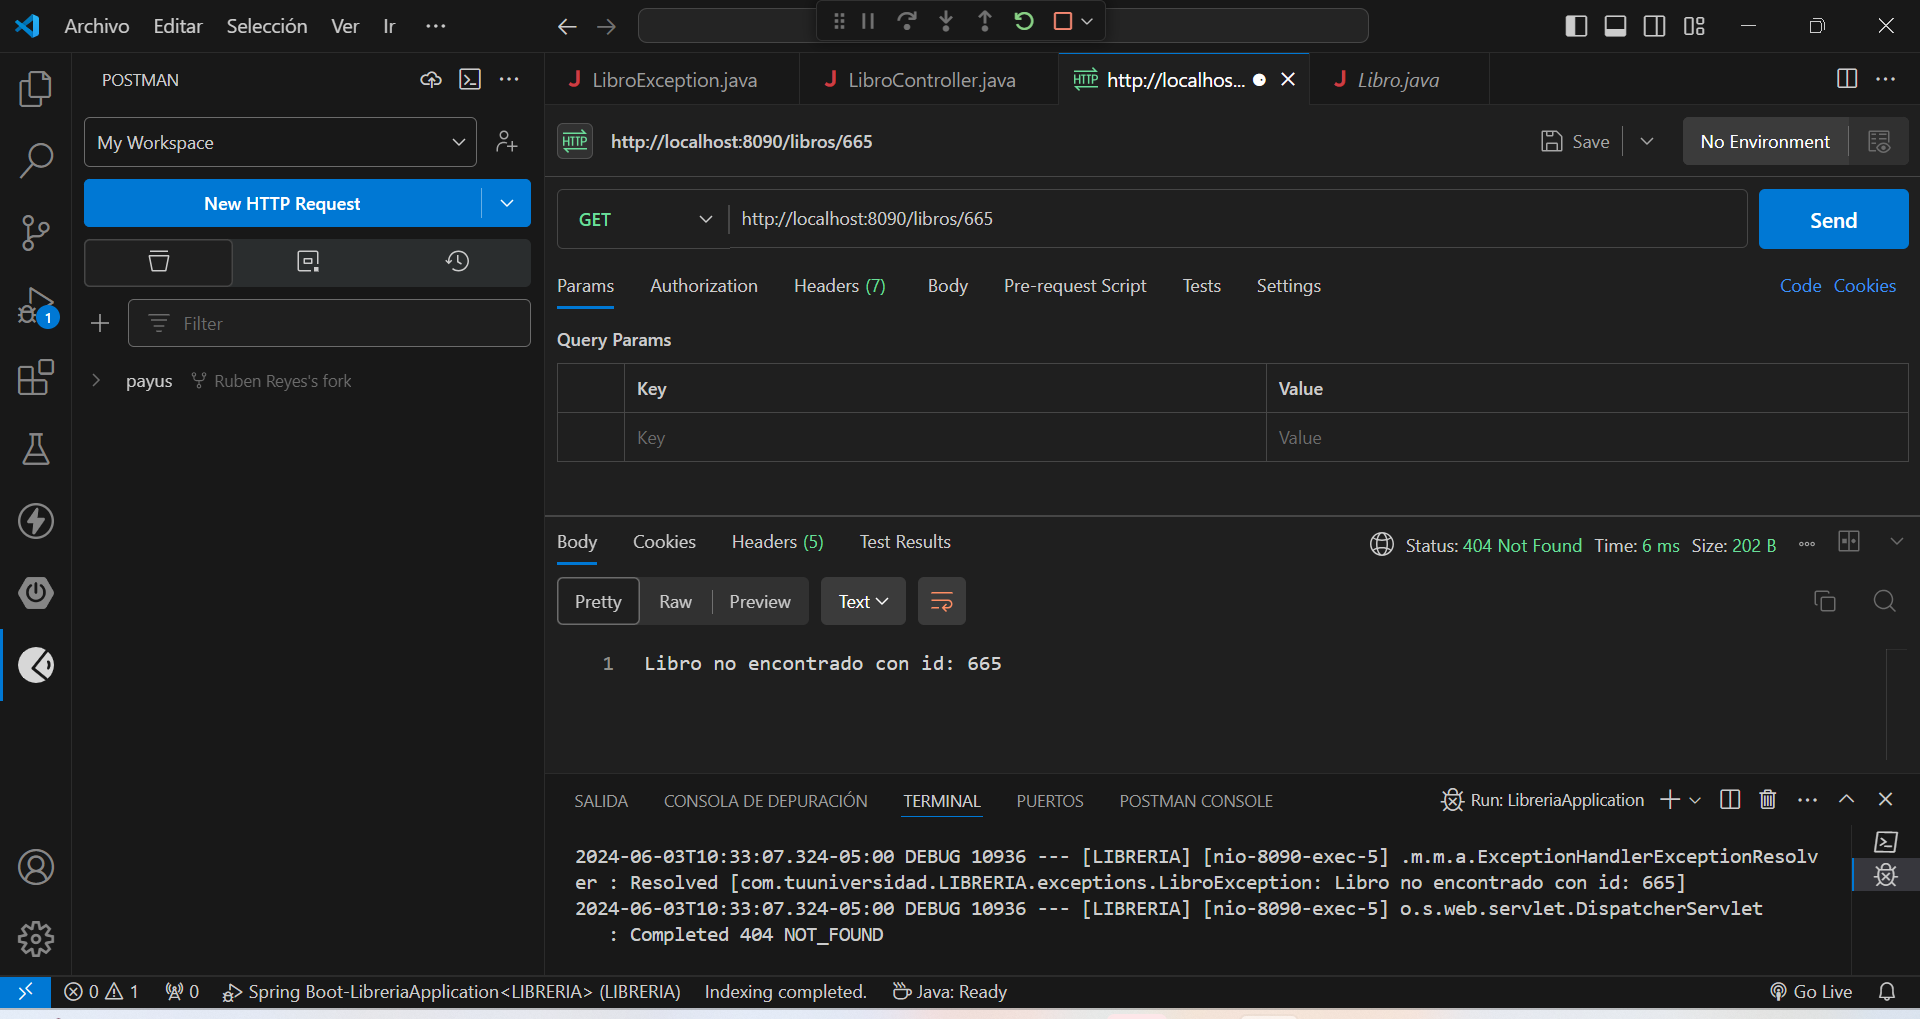 Archivo Editar Selección Ver Ir ···
POSTMAN
My Workspace
New HTTP Request
Filter
payus Ruben Reyes's fork
1
LibroException.java LibroController.java HTTP http://localhos... Libro.java
HTTP http://localhost:8090/libros/665 Save No Environment
GET http://localhost:8090/libros/665 Send
Params Authorization Headers (7) Body Pre-request Script Tests Settings Code Cookies
Query Params
Key Value
Key Value
Body Cookies Headers (5) Test Results Status: 404 Not Found Time: 6 ms Size: 202 B
Pretty Raw Preview Text
1 Libro no encontrado con id: 665
SALIDA CONSOLA DE DEPURACIÓN TERMINAL PUERTOS POSTMAN CONSOLE Run: LibreriaApplication
2024-06-03T10:33:07.324-05:00 DEBUG 10936 --- [LIBRERIA] [nio-8090-exec-5] .m.m.a.ExceptionHandlerExceptionResolv
er : Resolved [com.tuuniversidad.LIBRERIA.exceptions.LibroException: Libro no encontrado con id: 665]
2024-06-03T10:33:07.324-05:00 DEBUG 10936 --- [LIBRERIA] [nio-8090-exec-5] o.s.web.servlet.DispatcherServlet
: Completed 404 NOT_FOUND
0 1 0 Spring Boot-LibreriaApplication<LIBRERIA> (LIBRERIA) Indexing completed. Java: Ready Go Live